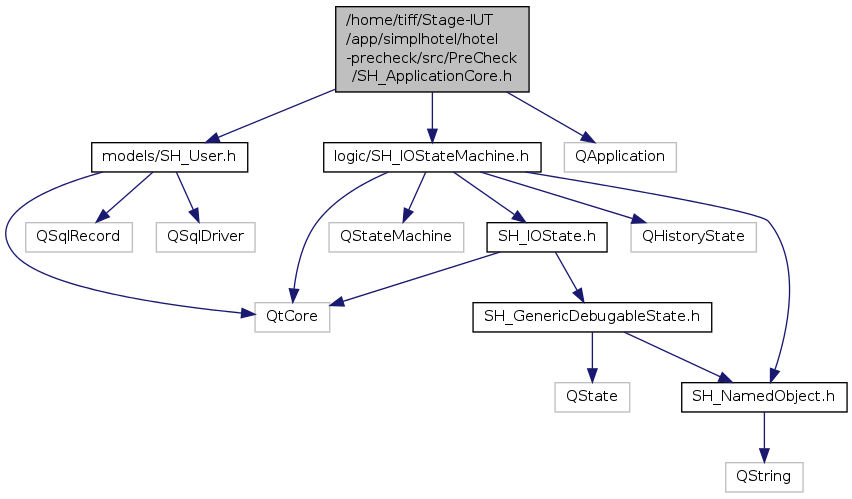 /home/tiff/Stage-IUT
/app/simplhotel/hotel
-precheck/src/PreCheck
/SH_ApplicationCore.h
models/SH_User.h
logic/SH_IOStateMachine.h
QApplication
QSqlRecord
QSqlDriver
QStateMachine
SH_IOState.h
QHistoryState
QtCore
SH_GenericDebugableState.h
QState
SH_NamedObject.h
QString